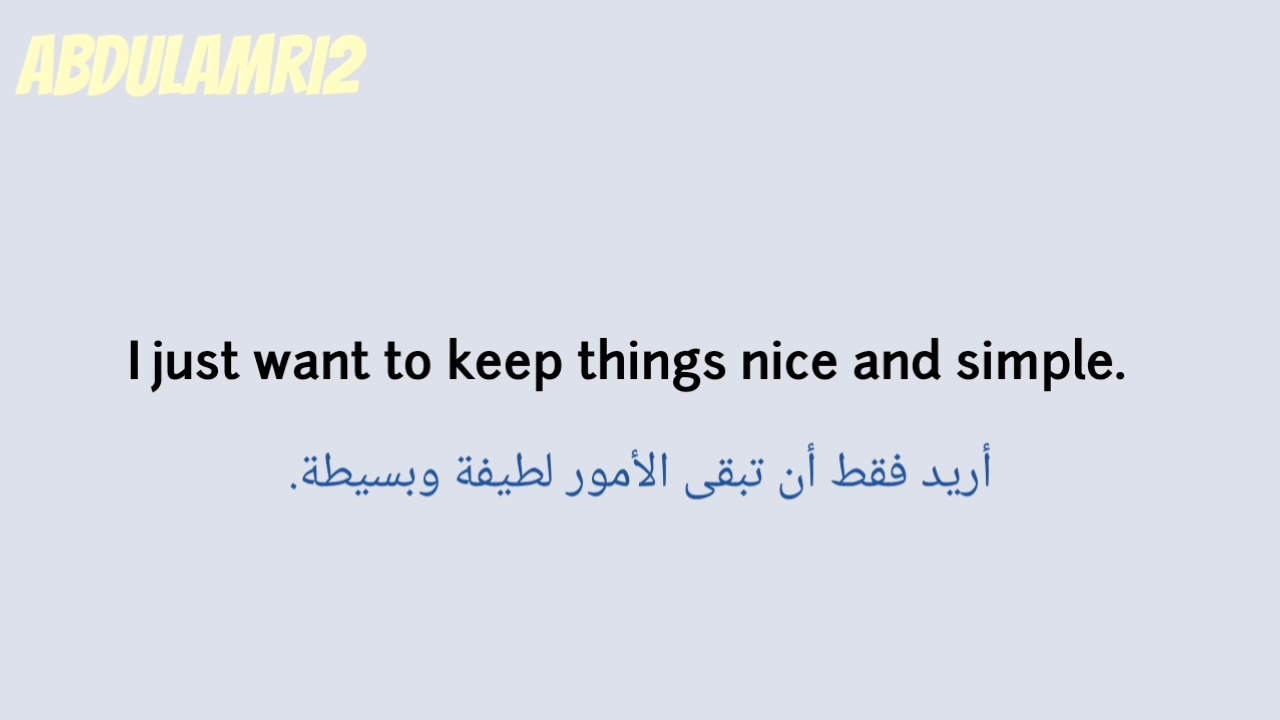 ABDULAMRI2
I just want to keep things nice and simple.
أريد فقط أن تبقى الأمور لطيفة وبسيطة.